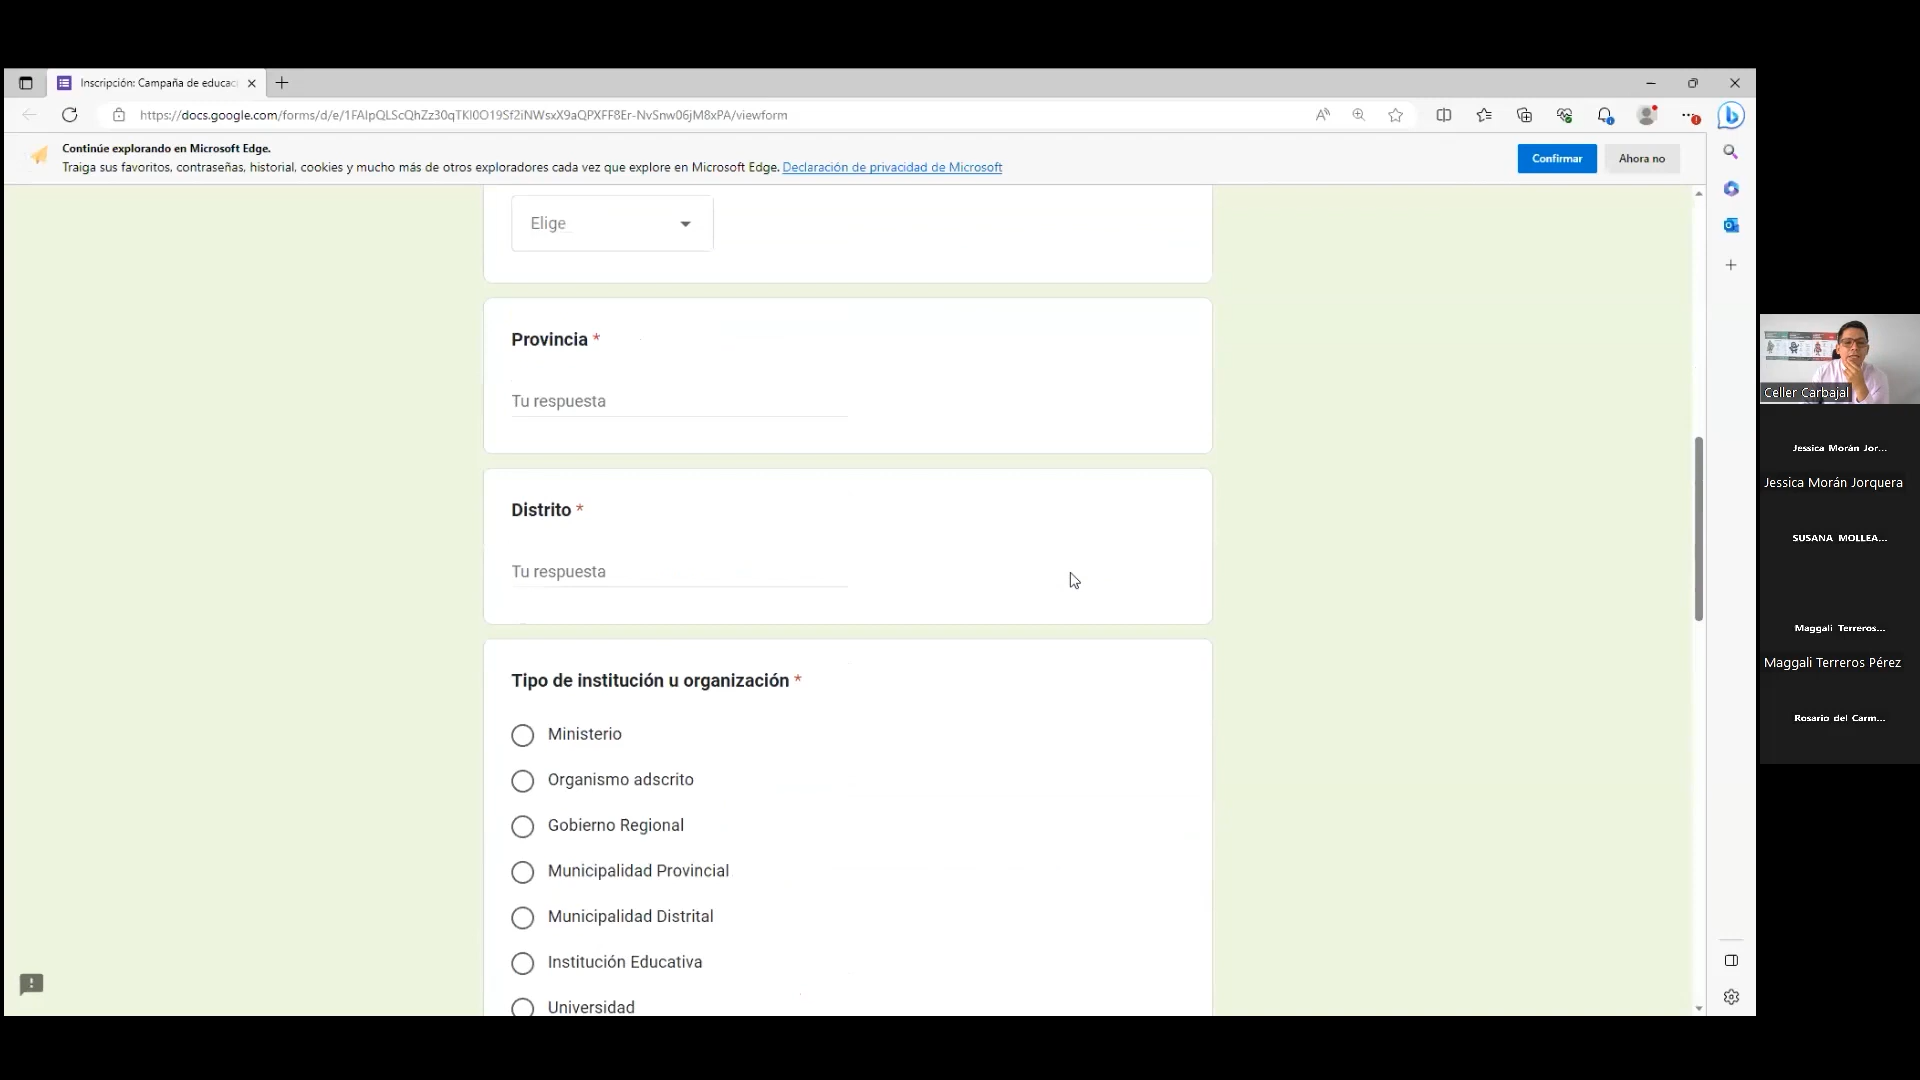 Inscripción: Campaña de educac
https://docs.google.com/forms/d/e/1FAIpQLScQhZz30qTKl0O19Sf2iNWsxX9aQPXFF8Er-NvSnw06jM8xPA/viewform
Continúe explorando en Microsoft Edge.
Traiga sus favoritos, contraseñas, historial, cookies y mucho más de otros exploradores cada vez que explore en Microsoft Edge. Declaración de privacidad de Microsoft
Confirmar
Ahora no
Elige
Provincia *
Tu respuesta
Distrito *
Tu respuesta
Tipo de institución u organización *
Ministerio
Organismo adscrito
Gobierno Regional
Municipalidad Provincial
Municipalidad Distrital
Institución Educativa
Universidad
Celler Carbajal
Jessica Morán Jor...
Jessica Morán Jorquera
SUSANA MOLLEA...
Maggali Terreros...
Maggali Terreros Pérez
Rosario del Carm...